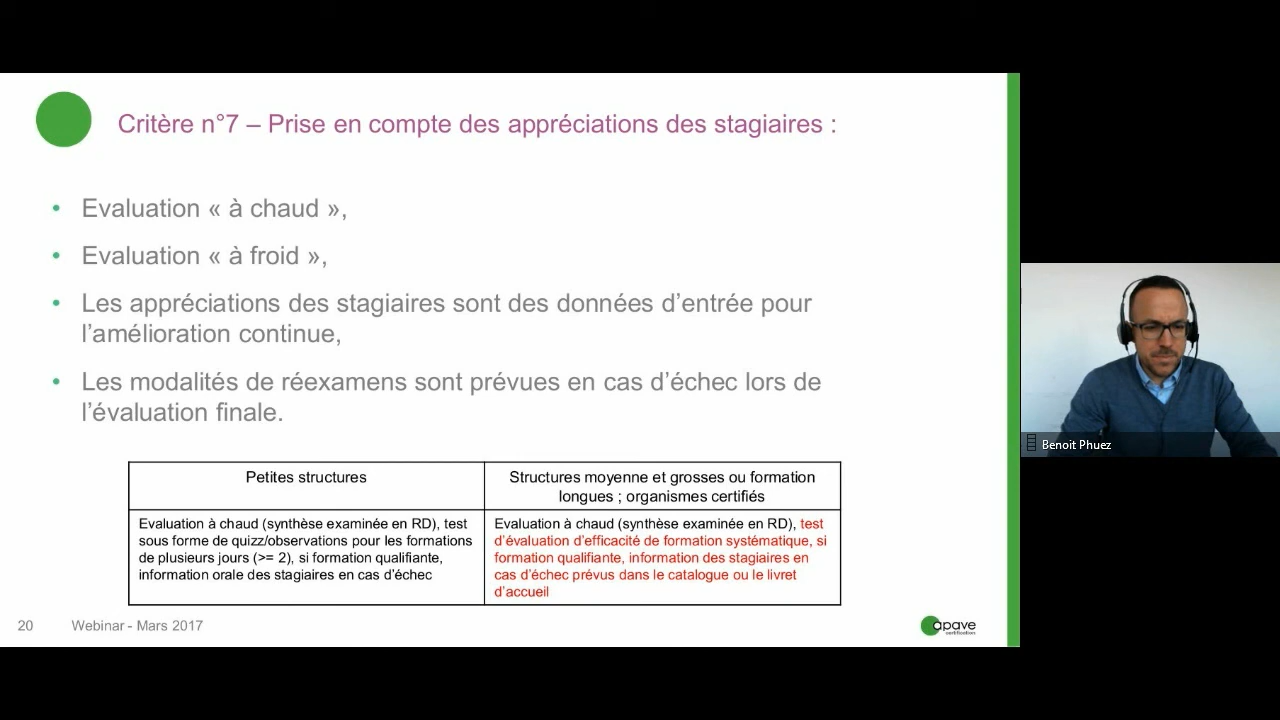 Critère n°7 – Prise en compte des appréciations des stagiaires :
• Evaluation « à chaud »,
• Evaluation « à froid »,
• Les appréciations des stagiaires sont des données d’entrée pour
l’amélioration continue,
• Les modalités de réexamens sont prévues en cas d’échec lors de
l’évaluation finale.
Petites structures
Structures moyenne et grosses ou formation
longues ; organismes certifiés
Evaluation à chaud (synthèse examinée en RD), test
sous forme de quizz/observations pour les formations
de plusieurs jours (>= 2), si formation qualifiante,
information orale des stagiaires en cas d’échec
Evaluation à chaud (synthèse examinée en RD), test
d’évaluation d’efficacité de formation systématique, si
formation qualifiante, information des stagiaires en
cas d’échec prévus dans le catalogue ou le livret
d’accueil
20
Webinar - Mars 2017
apave
certification
Benoit Phuez